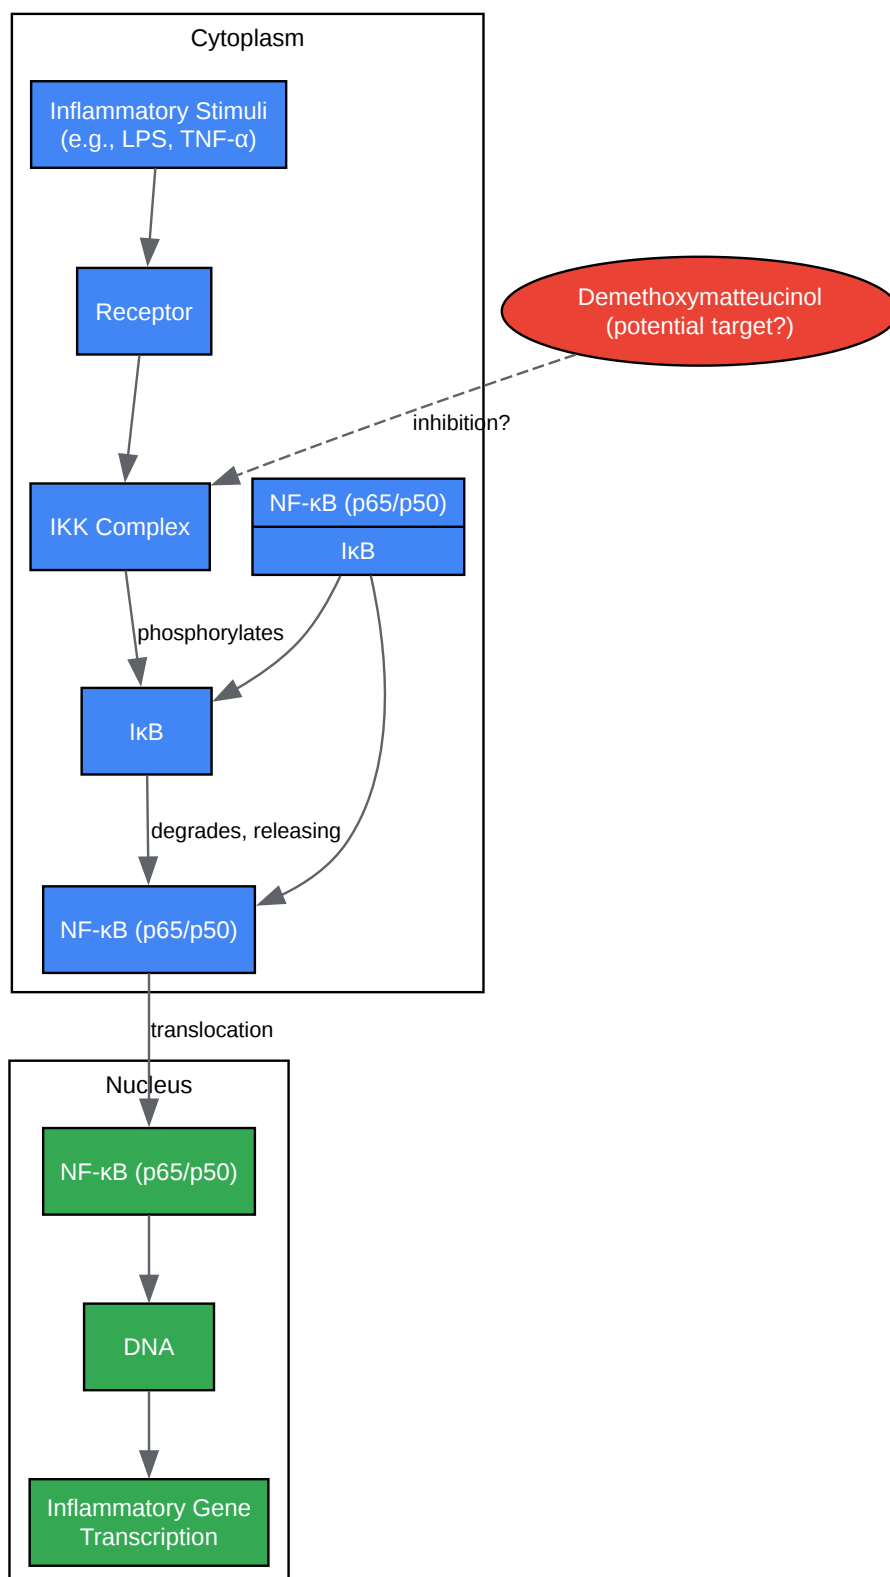 Cytoplasm
Inflammatory Stimuli
(e.g., LPS, TNF-α)
Receptor
Demethoxymatteucinol
(potential target?)
inhibition?
IKK Complex
NF-κB (p65/p50)
IκB
phosphorylates
IκB
degrades, releasing
NF-κB (p65/p50)
translocation
Nucleus
NF-κB (p65/p50)
DNA
Inflammatory Gene
Transcription